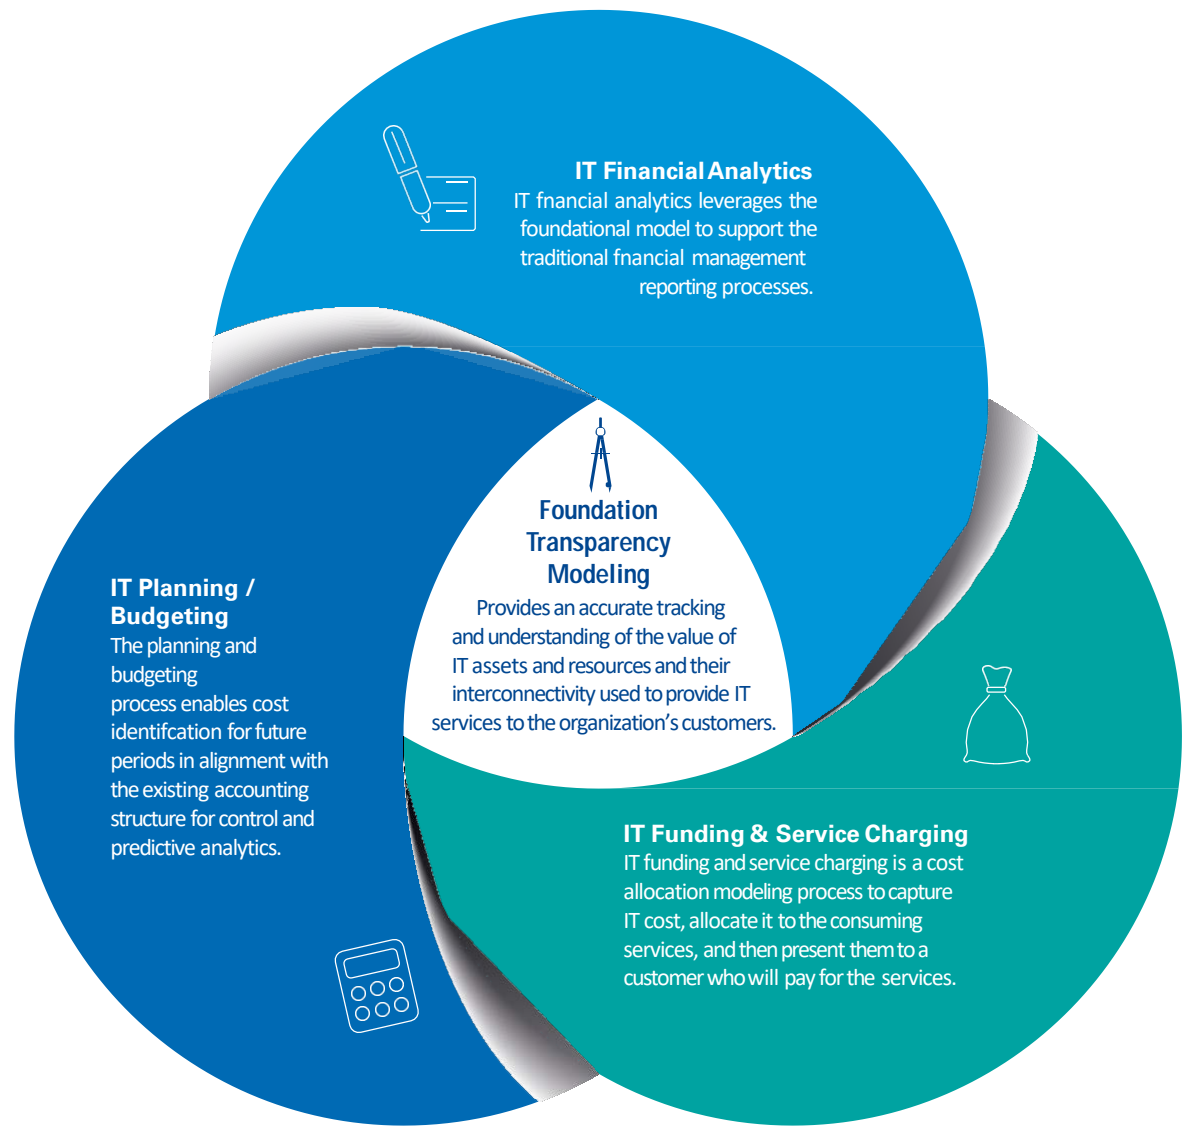 IT Financial Analytics
IT fnancial analytics leverages the
foundational model to support the
traditional fnancial management
reporting processes.
Foundation
Transparency
Modeling
Provides an accurate tracking
and understanding of the value of
IT assets and resources and their
interconnectivity used to provide IT
services to the organization’s customers.
IT Planning /
Budgeting
The planning and
budgeting
process enables cost
identifcation for future
periods in alignment with
the existing accounting
structure for control and
predictive analytics.
IT Funding & Service Charging
IT funding and service charging is a cost
allocation modeling process to capture
IT cost, allocate it to the consuming
services, and then present them to a
customer who will pay for the services.